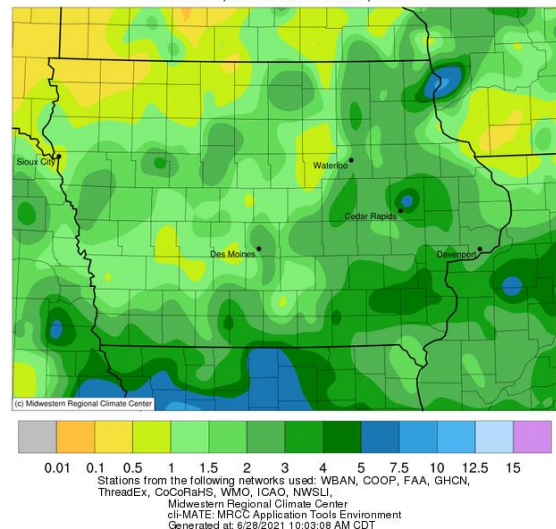 Waterloo
Sioux City
Cedar Rapids
Des Moines
Davenport
(c) Midwestern Regional Climate Center
0.01 0.1 0.5 1 1.5 2 3 4 5 7.5 10 12.5 15
Stations from the following networks used: WBAN, COOP, FAA, GHCN,
ThreadEx, CoCoRaHS, WMO, ICAO, NWSLI,
Midwestern Regional Climate Center
cli-MATE: MRCC Application Tools Environment
Generated at: 6/28/2021 10:03:08 AM CDT